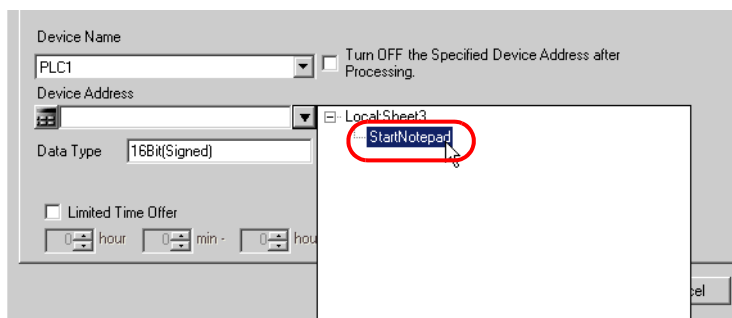 Device Name
PLC1
Turn OFF the Specified Device Address after
Processing.
Device Address
Local:Sheet3
StartNotepad
Data Type 16Bit(Signed)
Limited Time Offer
0 hour 0 min - 0 hou
cel